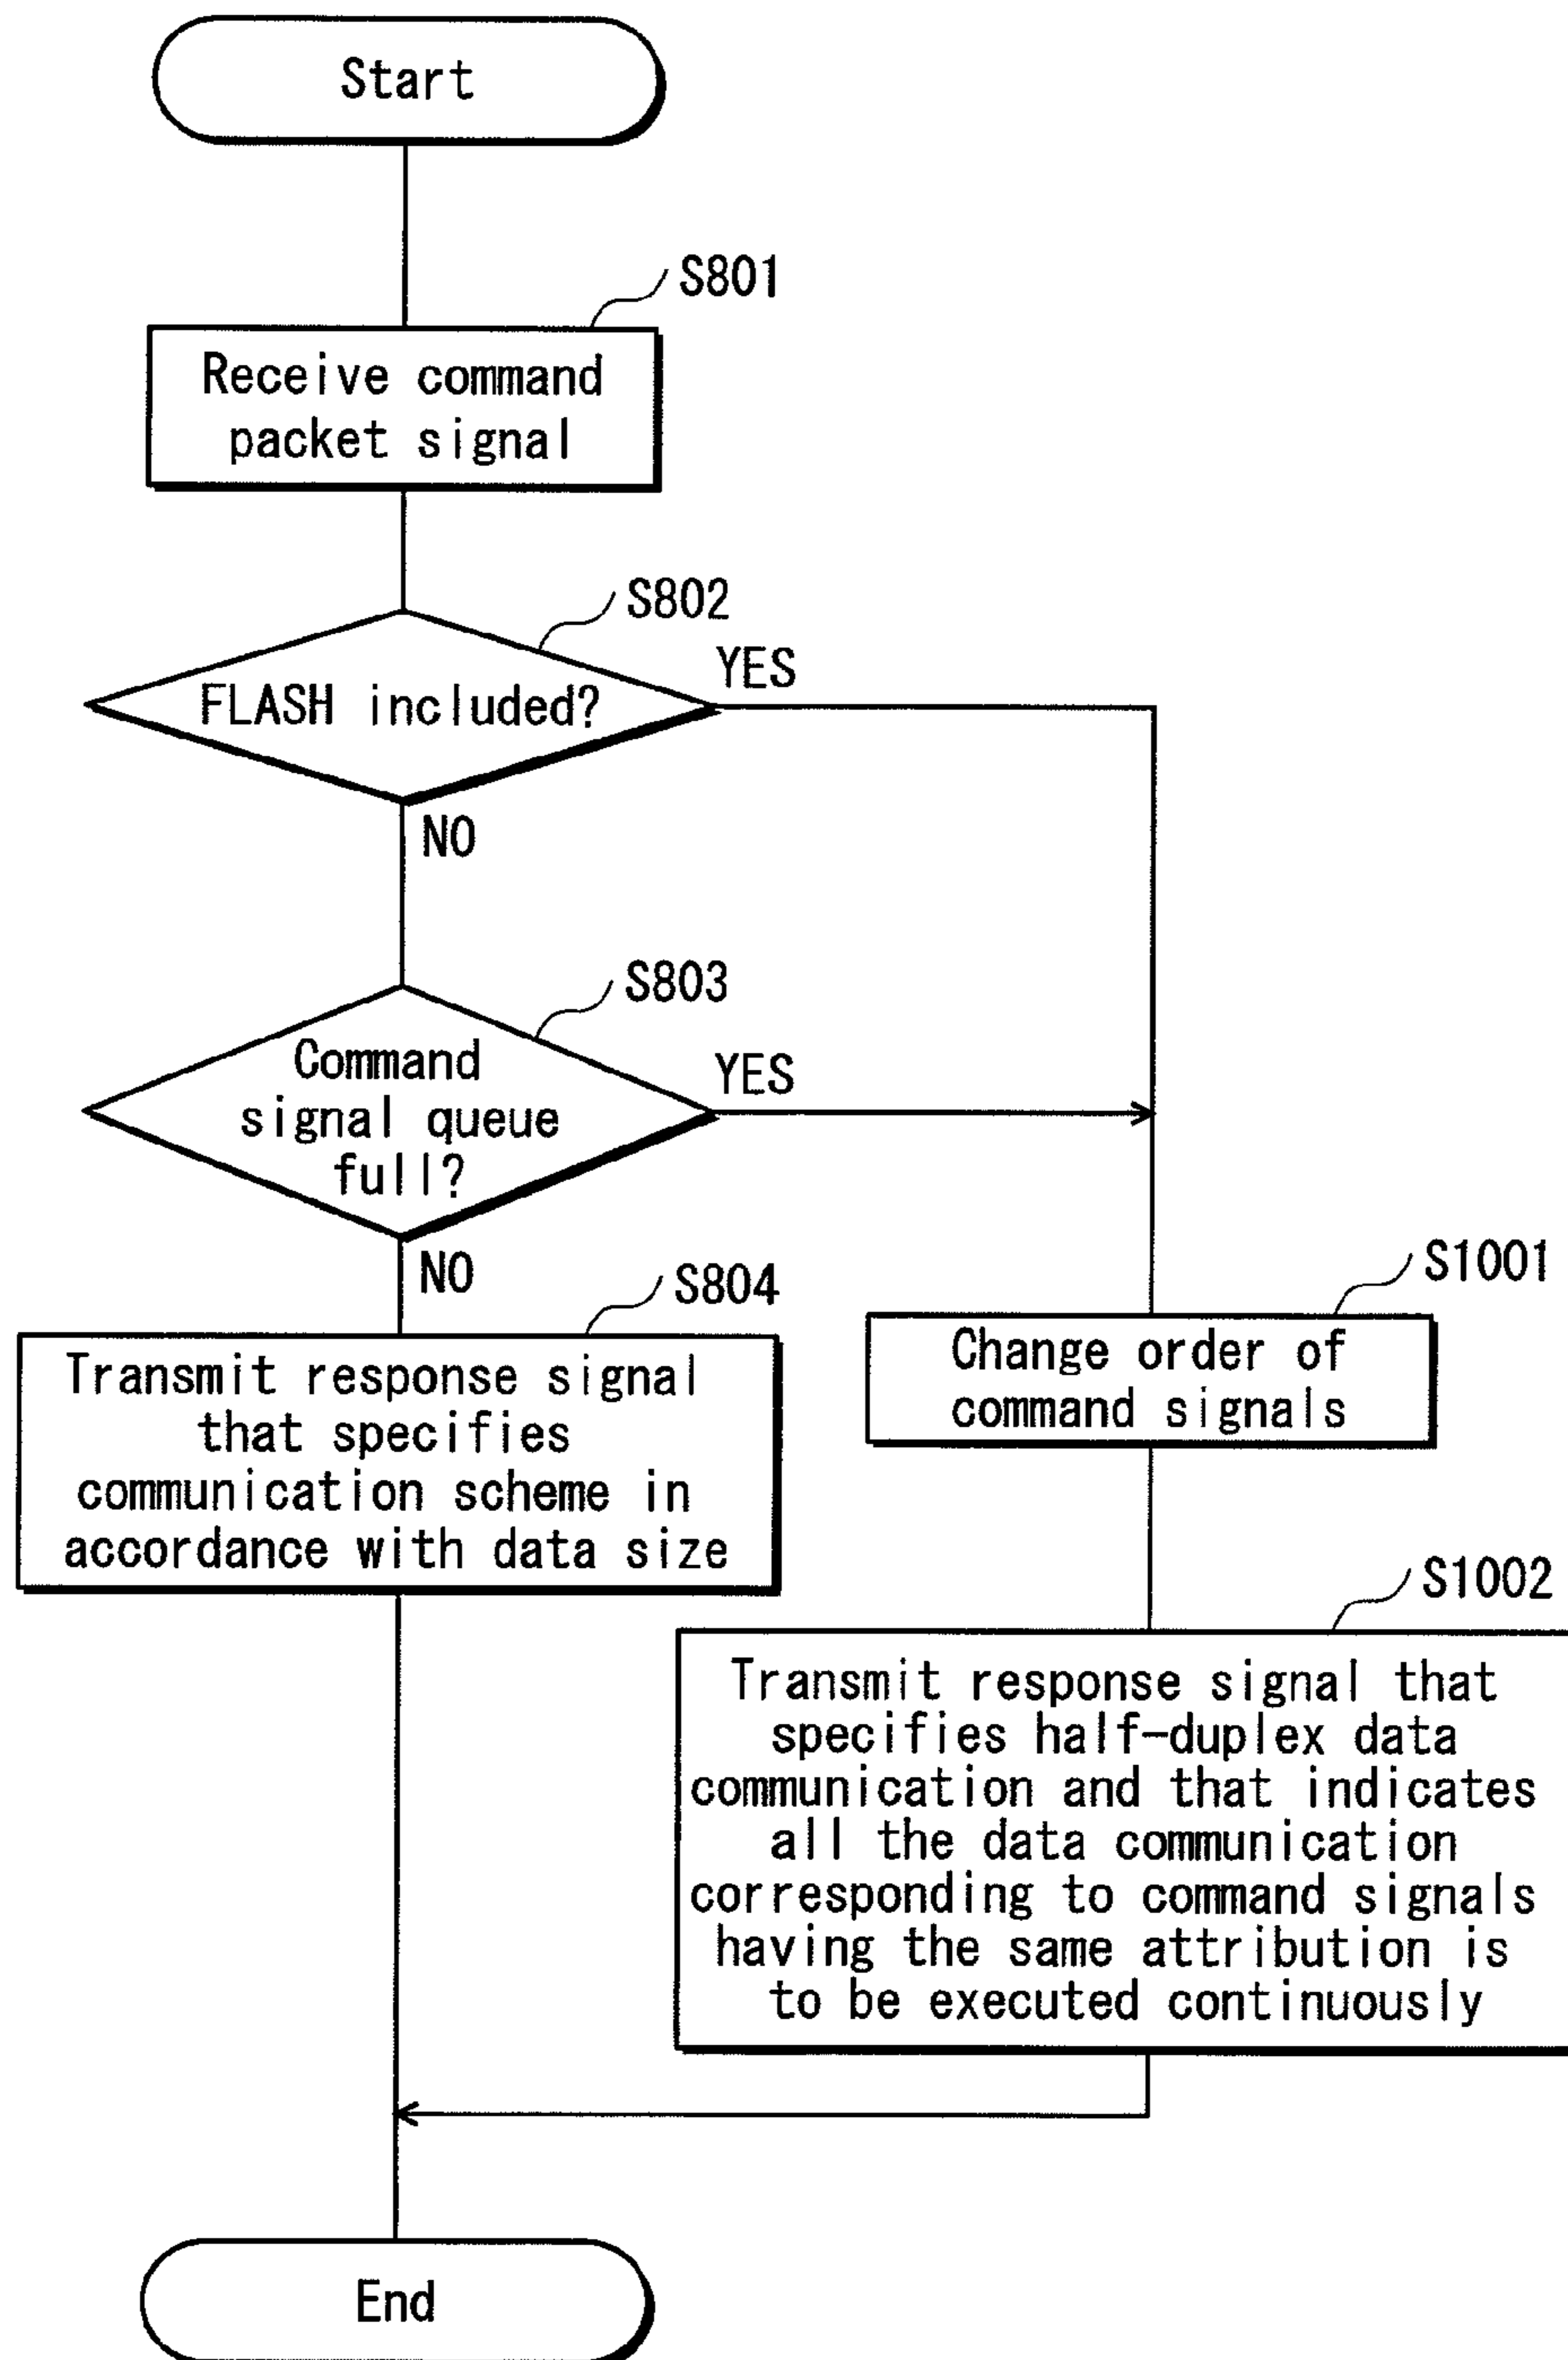 Start
S801
Receive command
packet signal
S802
FLASH included?
YES
NO
S803
Command
signal queue
full?
YES
NO
S804
Transmit response signal
that specifies
communication scheme in
accordance with data size
S1001
Change order of
command signals
S1002
Transmit response signal that
specifies half-duplex data
communication and that indicates
all the data communication
corresponding to command signals
having the same attribution is
to be executed continuously
End